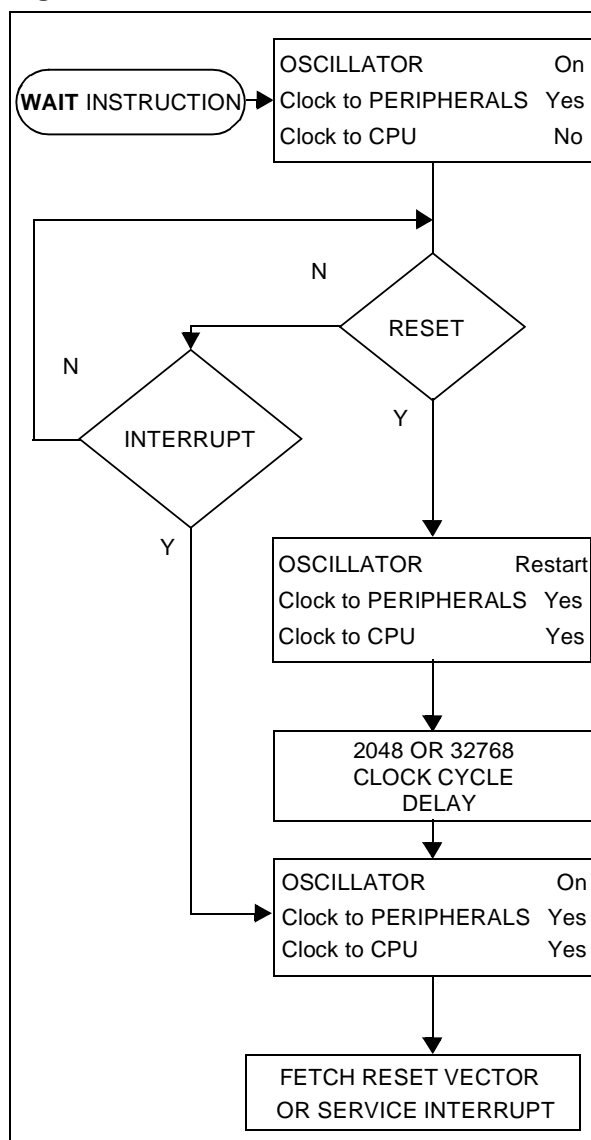 WAIT INSTRUCTION
OSCILLATOR On
Clock to PERIPHERALS Yes
Clock to CPU No
N
RESET
N
INTERRUPT
Y
Y
OSCILLATOR Restart
Clock to PERIPHERALS Yes
Clock to CPU Yes
2048 OR 32768
CLOCK CYCLE
DELAY
OSCILLATOR On
Clock to PERIPHERALS Yes
Clock to CPU Yes
FETCH RESET VECTOR
OR SERVICE INTERRUPT